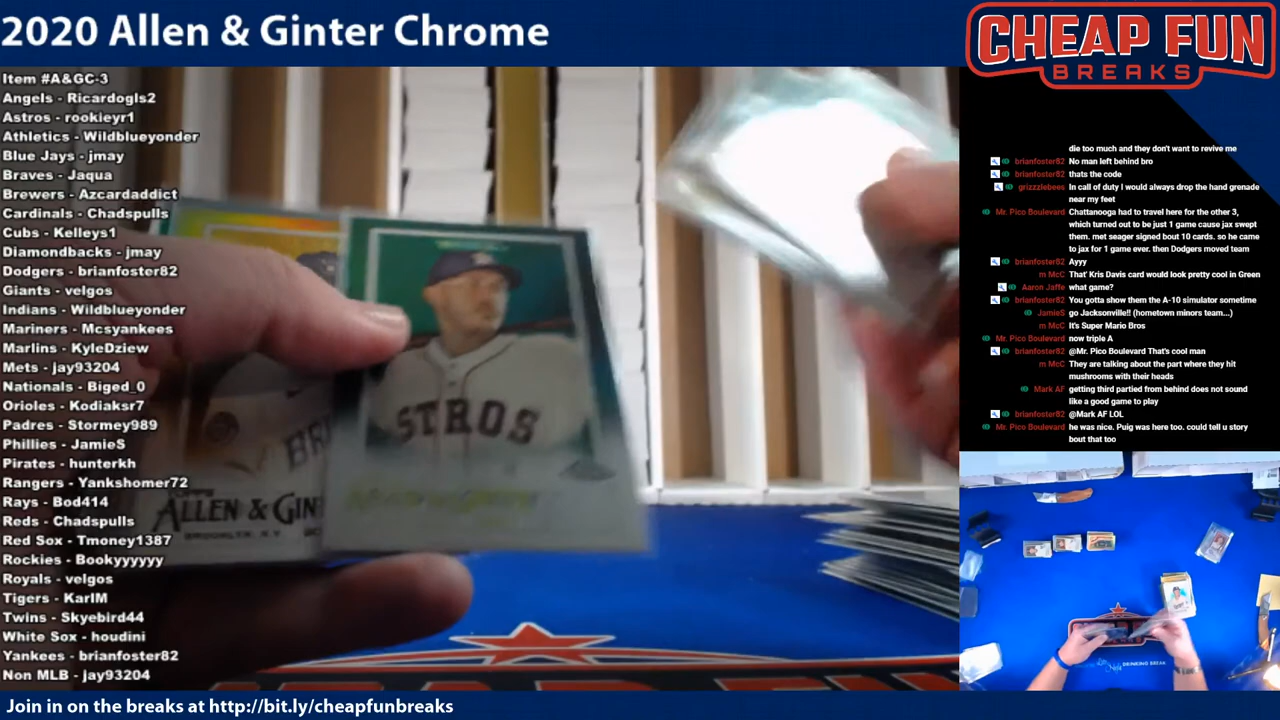 2020 Allen & Ginter Chrome
CHEAP FUN
BREAKS
Item #A&GC-3
Angels - Ricardogls2
Astros - rookieyr1
Athletics - Wildblueyonder
Blue Jays - jmay
Braves - Jaqua
Brewers - Azcardaddict
Cardinals - Chadspulls
Cubs - Kelleys1
Diamondbacks - jmay
Dodgers - brianfoster82
Giants - velgos
Indians - Wildblueyonder
Mariners - Mcsyankees
Marlins - KyleDziew
Mets - jay93204
Nationals - Biged_0
Orioles - Kodiaksr7
Padres - Stormey989
Phillies - JamieS
Pirates - hunterkh
Rangers - Yankshomer72
Rays - Bod414
Reds - Chadspulls
Red Sox - Tmoney1387
Rockies - Bookyyyyyy
Royals - velgos
Tigers - KarlM
Twins - Skyebird44
White Sox - houdini
Yankees - brianfoster82
Non MLB - jay93204
STROS
BR
TOPPS
ALLEN & GIN
BROOKLYN, N.Y
die too much and they don't want to revive me
brianfoster82 No man left behind bro
brianfoster82 thats the code
grizzzlebees In call of duty I would always drop the hand grenade
near my feet
Mr. Pico Boulevard Chattanooga had to travel here for the other 3,
which turned out to be just 1 game cause jax swept
them. met seager signed bout 10 cards. so he came
to jax for 1 game ever. then Dodgers moved team
brianfoster82 Ayyy
m McC That' Kris Davis card would look pretty cool in Green
Aaron Jaffe what game?
brianfoster82 You gotta show them the A-10 simulator sometime
JamieS go Jacksonville!! (hometown minors team...)
m McC It's Super Mario Bros
Mr. Pico Boulevard now triple A
brianfoster82 @Mr. Pico Boulevard That's cool man
m McC They are talking about the part where they hit
mushrooms with their heads
Mark AF getting third partied from behind does not sound
like a good game to play
brianfoster82 @Mark AF LOL
Mr. Pico Boulevard he was nice. Puig was here too. could tell u story
bout that too
DRINKING BREAK
Join in on the breaks at http://bit.ly/cheapfunbreaks